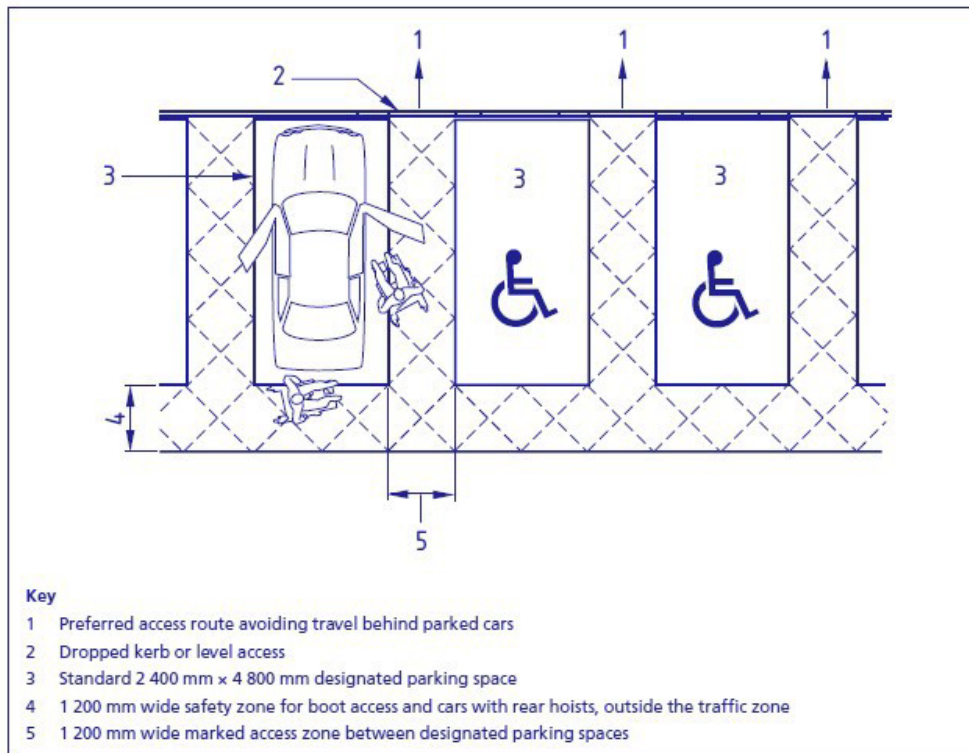 1 1 1
2
3
3 3
4
5
Key
1 Preferred access route avoiding travel behind parked cars
2 Dropped kerb or level access
3 Standard 2 400 mm × 4 800 mm designated parking space
4 1 200 mm wide safety zone for boot access and cars with rear hoists, outside the traffic zone
5 1 200 mm wide marked access zone between designated parking spaces